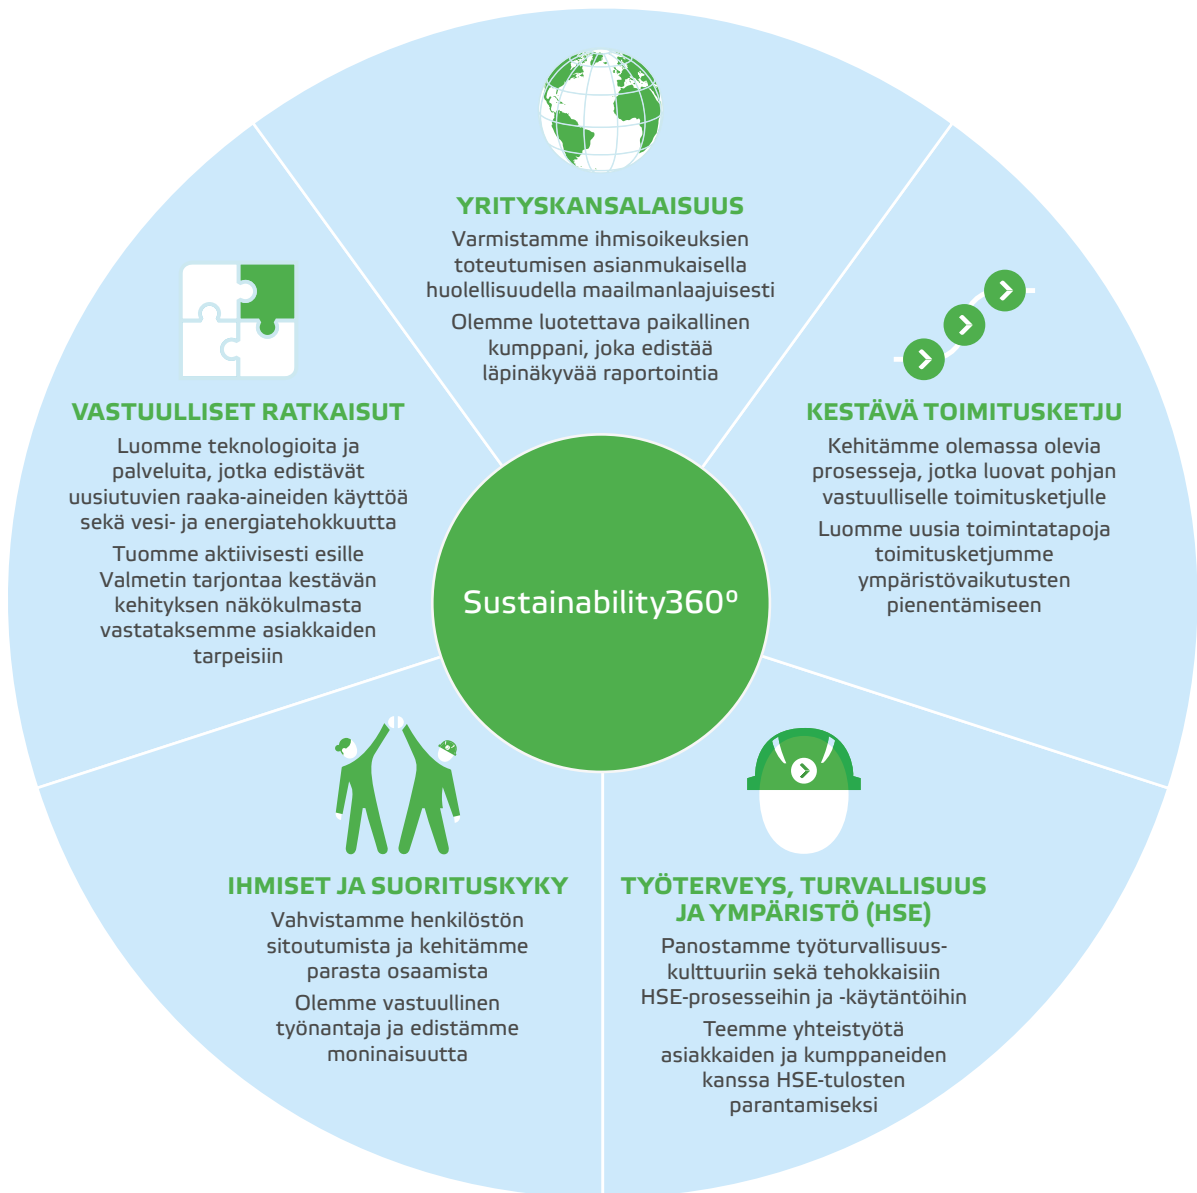 YRITYSKANSALAISUUS
Varmistamme ihmisoikeuksien
toteutumisen asianmukaisella
huolellisuudella maailmanlaajuisesti
Olemme luotettava paikallinen
kumppani, joka edistää
läpinäkyvää raportointia
VASTUULLISET RATKAISUT
Luomme teknologioita ja
palveluita, jotka edistävät
uusiutuvien raaka-aineiden käyttöä
sekä vesi- ja energiatehokkuutta
Tuomme aktiivisesti esille
Valmetin tarjontaa kestävän
kehityksen näkökulmasta
vastataksemme asiakkaiden
tarpeisiin
KESTÄVÄ TOIMITUSKETJU
Kehitämme olemassa olevia
prosesseja, jotka luovat pohjan
vastuulliselle toimitusketjulle
Luomme uusia toimintatapoja
toimitusketjumme
ympäristövaikutusten
pienentämiseen
Sustainability360º
IHMISET JA SUORITUSKYKY
Vahvistamme henkilöstön
sitoutumista ja kehitämme
parasta osaamista
Olemme vastuullinen
työnantaja ja edistämme
moninaisuutta
TYÖTERVEYS, TURVALLISUUS
JA YMPÄRISTÖ (HSE)
Panostamme työturvallisuus-
kulttuuriin sekä tehokkaisiin
HSE-prosesseihin ja -käytäntöihin
Teemme yhteistyötä
asiakkaiden ja kumppaneiden
kanssa HSE-tulosten
parantamiseksi